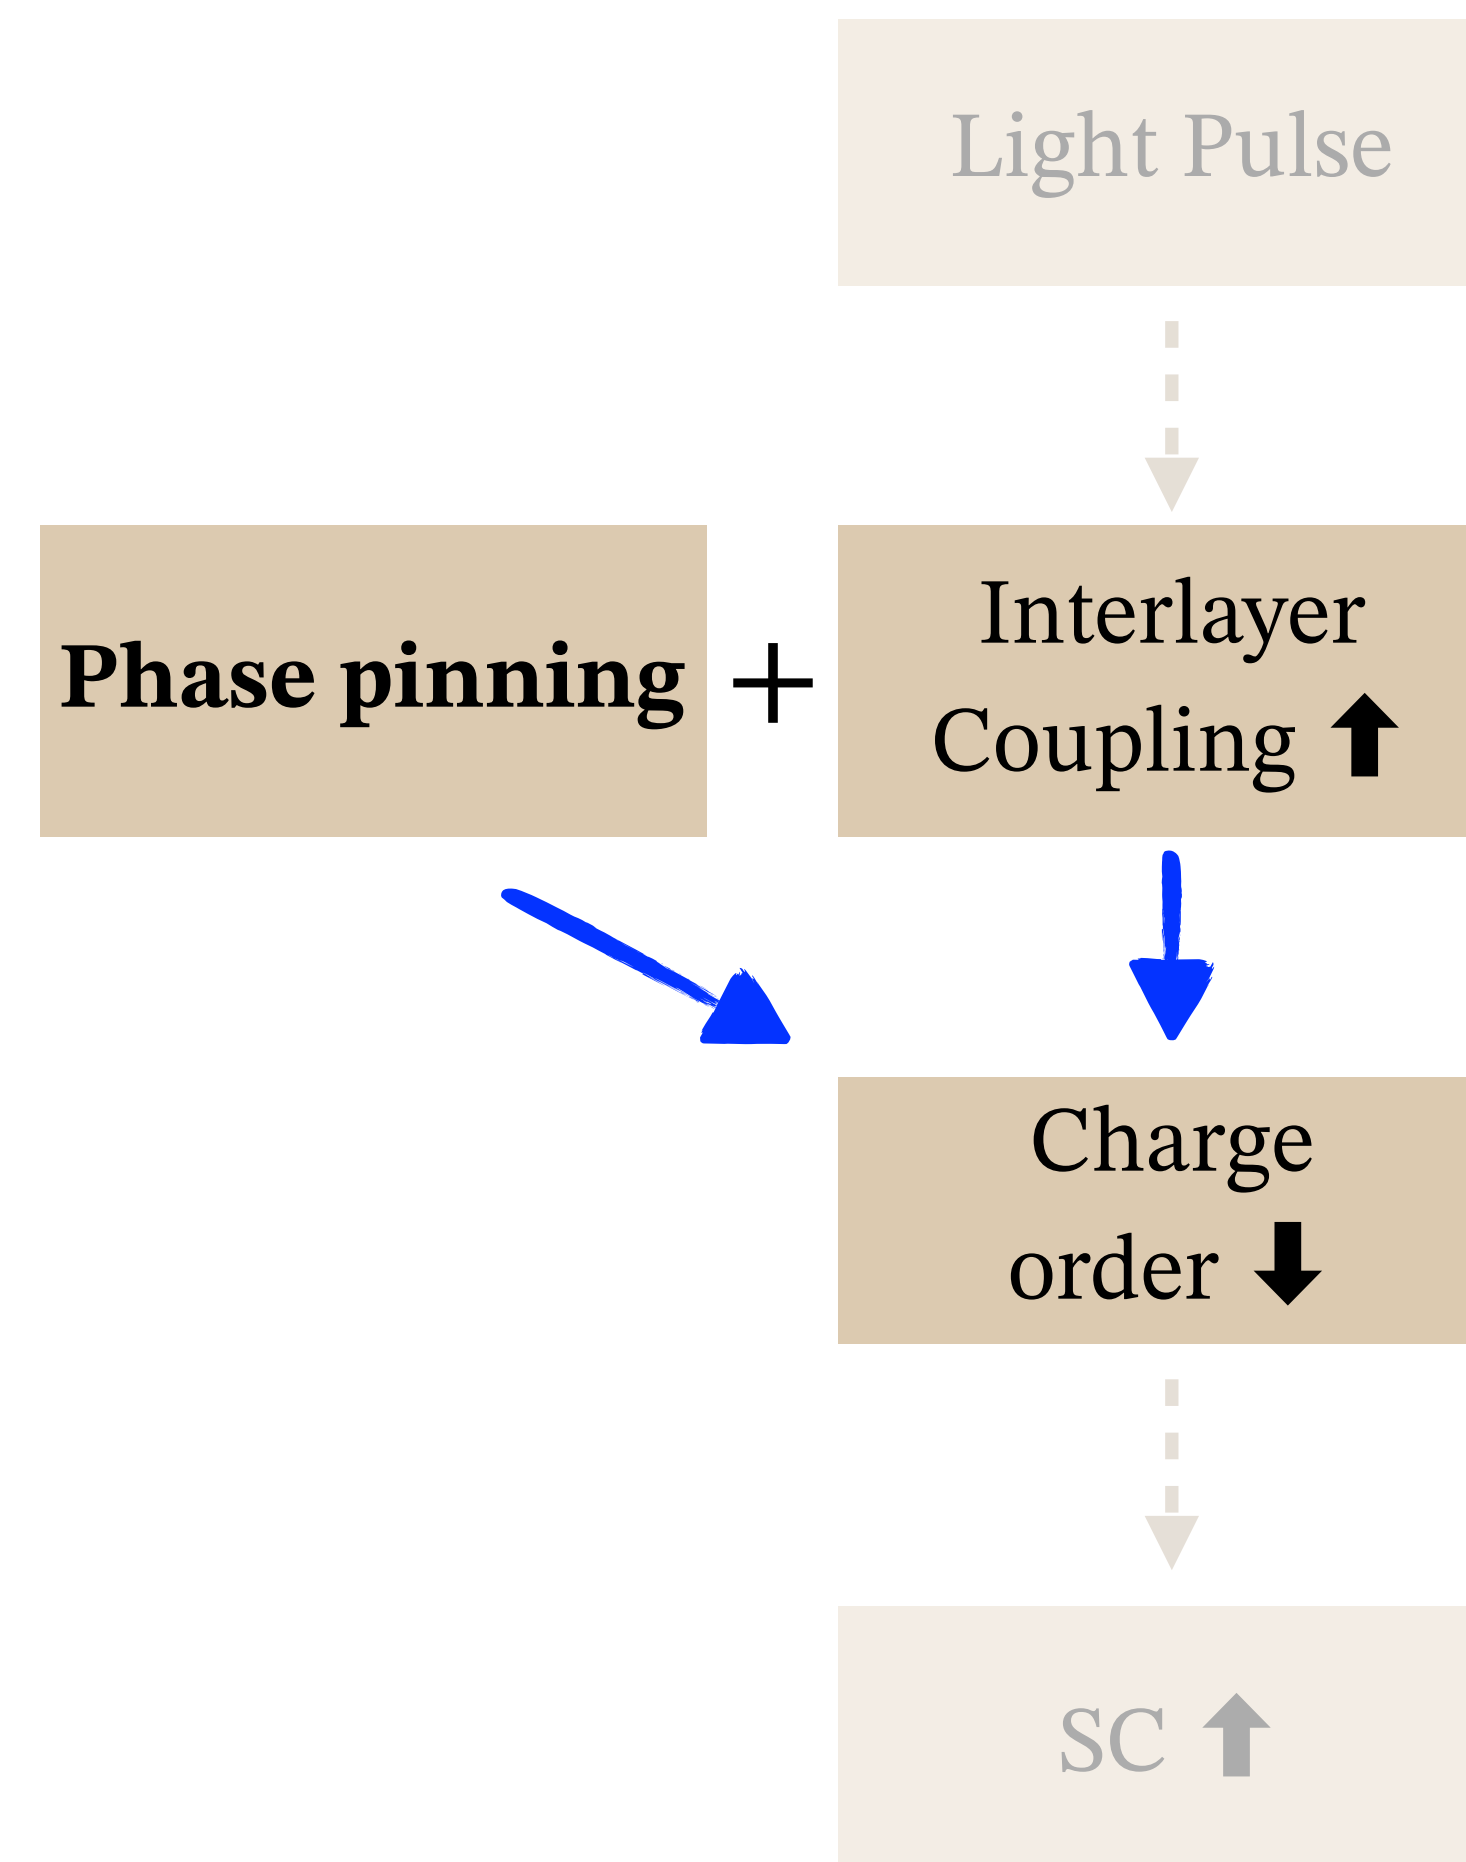 Light Pulse
Phase pinning + Interlayer
Coupling ⬆
Charge
order ⬇
SC ⬆